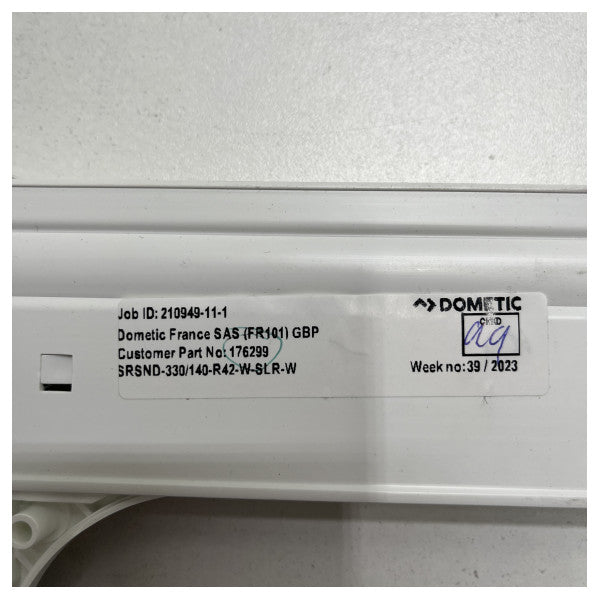 Job ID: 210949-11-1
Dometic France SAS (FR101) GBP
Customer Part No: 176299
SRSND-330/140-R42-W-SLR-W
DOMETIC
CHKD
Week no: 39 / 2023